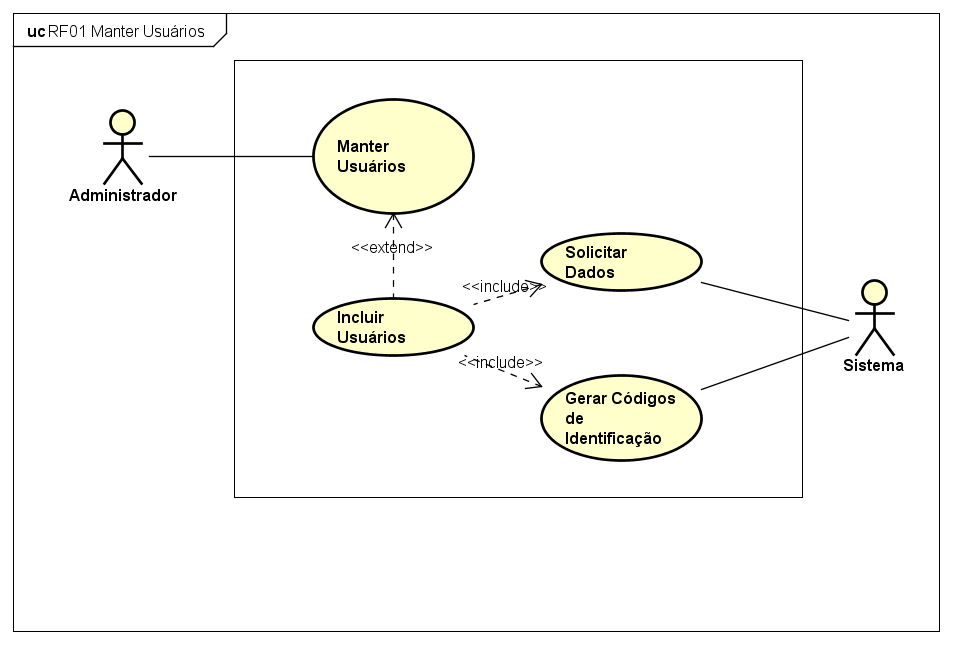 uc RF01 Manter Usuários
Manter
Usuários
Administrador
<<extend>>
Solicitar
Dados
<<include>>
Incluir
Usuários
<<include>>
Sistema
Gerar Códigos
de
Identificação